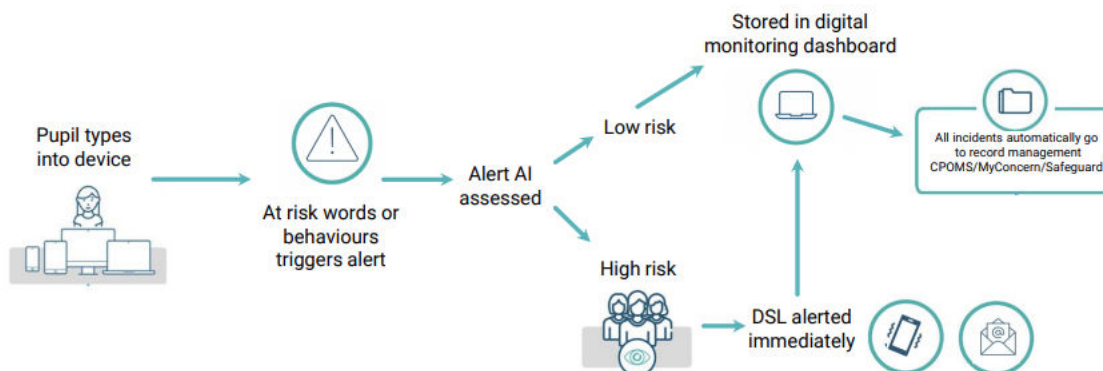 Pupil types
into device
At risk words or
behaviours
triggers alert
Alert AI
assessed
Low risk
High risk
Stored in digital
monitoring dashboard
DSL alerted
immediately
@
All incidents automatically go
to record management
CPOMS/MyConcern/Safeguard